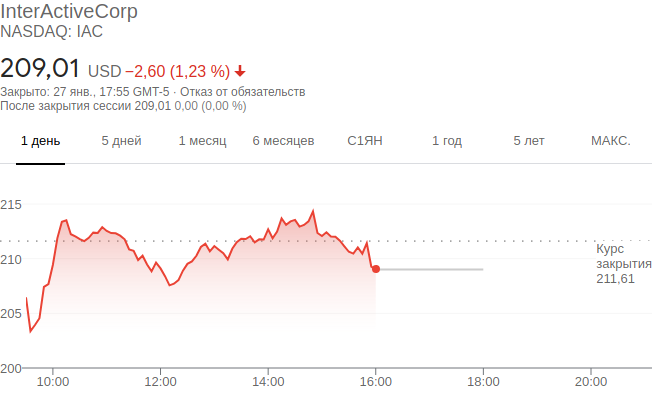 InterActiveCorp
NASDAQ: IAC
209,01 USD −2,60 (1,23 %)
Закрыто: 27 янв., 17:55 GMT-5 · Отказ от обязательств
После закрытия сессии 209,01 0,00 (0,00 %)
1 день 5 дней 1 месяц 6 месяцев С1ЯН 1 год 5 лет МАКС.
215
Курс
210 закрытия
211,61
205
200
10:00 12:00 14:00 16:00 18:00 20:00